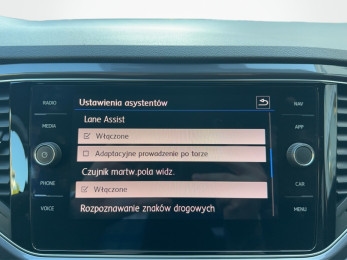 RADIO
MEDIA
PHONE
VOICE
Ustawienia asystentów
Lane Assist
Włączone
Adaptacyjne prowadzenie po torze
Czujnik martw. pola widz.
Włączone
Rozpoznawanie znaków drogowych
NAV
APP
CAR
MENU